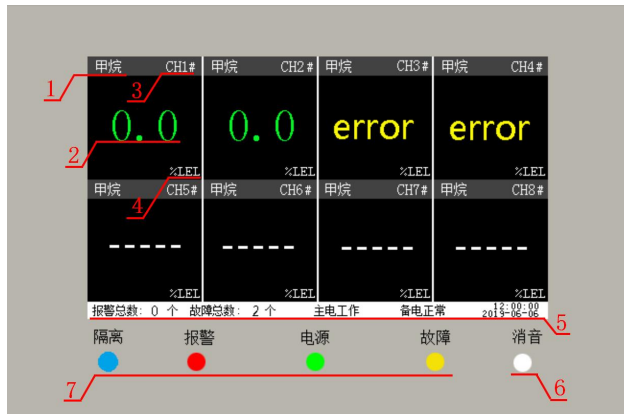 甲烷 CH1# 甲烷 CH2# 甲烷 CH3# 甲烷 CH4#
1
3
0.0 0.0 error error
2
%LEL %LEL %LEL %LEL
甲烷 CH5# 甲烷 CH6# 甲烷 CH7# 甲烷 CH8#
4
----- ----- ----- -----
%LEL %LEL %LEL %LEL
报警总数: 0 个 故障总数: 2 个 主电工作 备电正常 12:00:00
2019-06-06
5
隔离 报警 电源 故障 消音
7
6